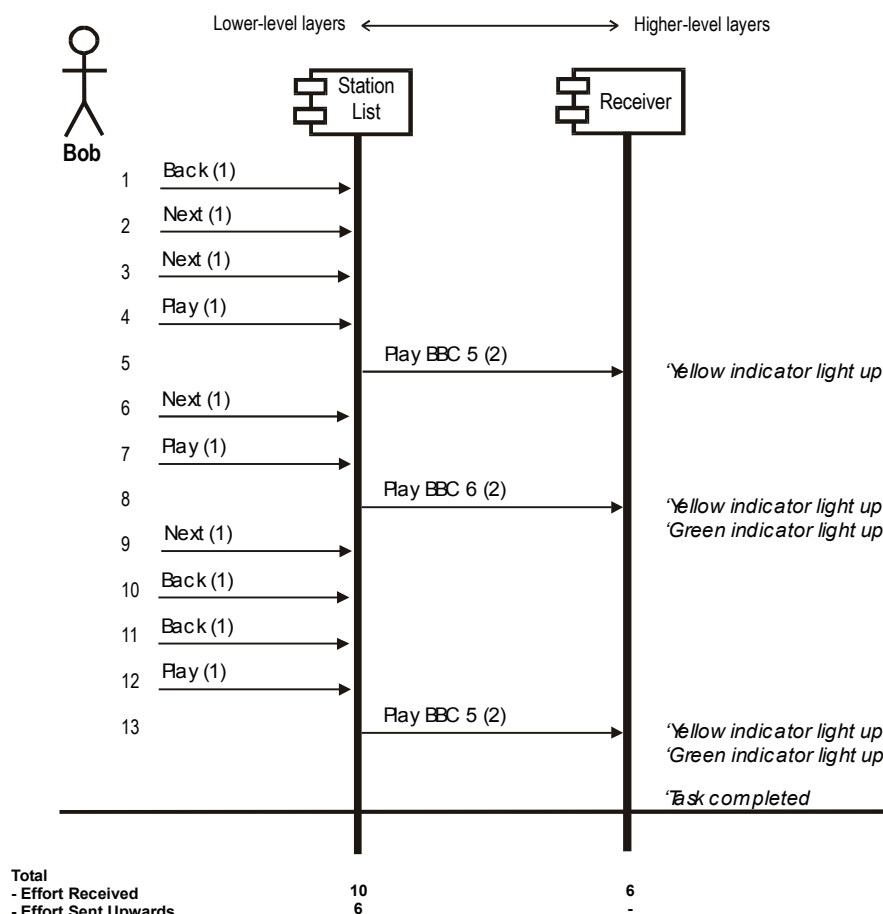 Lower-level layers Higher-level layers
Station
List
Receiver
Bob
1 Back (1)
2 Next (1)
3 Next (1)
4 Play (1)
5 Play BBC 5 (2) ‘Yellow indicator light up
6 Next (1)
7 Play (1)
8 Play BBC 6 (2) ‘Yellow indicator light up
‘Green indicator light up
9 Next (1)
10 Back (1)
11 Back (1)
12 Play (1)
13 Play BBC 5 (2) ‘Yellow indicator light up
‘Green indicator light up
‘Task completed
Total
- Effort Received 10 6
- Effort Sent Upwards 6 -